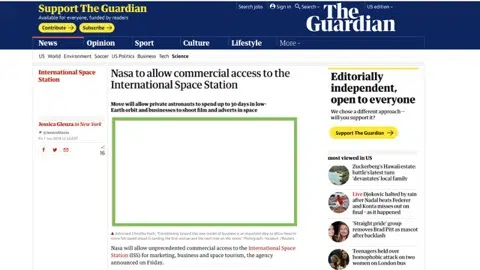 Support The Guardian
Available for everyone, funded by readers
Contribute → Subscribe →
Search jobs Sign in Search US edition
The Guardian
News Opinion Sport Culture Lifestyle More
US World Environment Soccer US Politics Business Tech Science
International Space Station
Nasa to allow commercial access to the
International Space Station
Move will allow private astronauts to spend up to 30 days in low-
Earth orbit and businesses to shoot film and adverts in space
Jessica Glenza in New York
16
Nasa will allow unprecedented commercial access to the International Space
Station (ISS) for marketing, business and space tourism, the agency
announced on Friday.
Editorially
independent,
open to everyone
We chose a different approach—
will you support it?
Support The Guardian →
most viewed in US
Zuckerberg's Hawaii estate:
battle's latest turn
'devastates' local family
Live Djokovic halted by rain
after Nadal beats Federer
and Konta misses out on
final – as it happened
'Straight pride' group
removes Brad Pitt as mascot
after backlash
Teenagers held over
homophobic attack on two
women on London bus